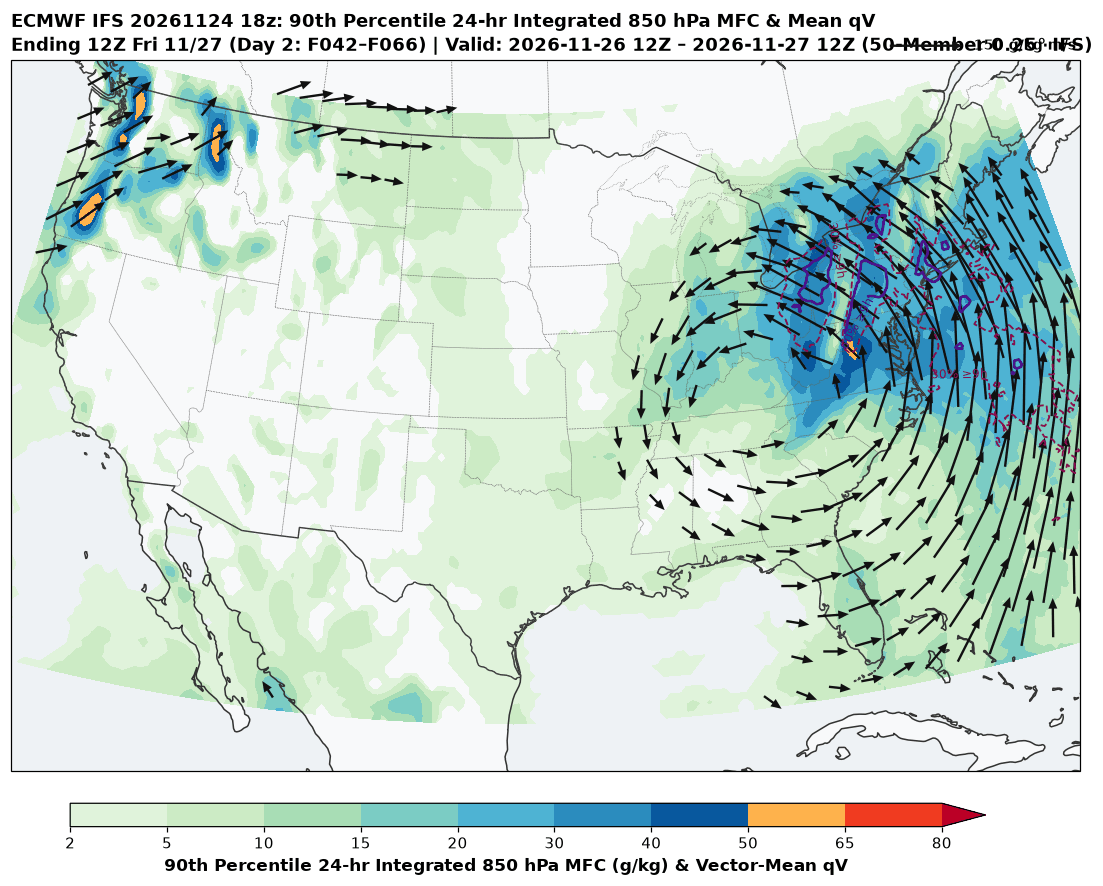 ECMWF IFS 20261124 18z: 90th Percentile 24-hr Integrated 850 hPa MFC & Mean qV
Ending 12Z Fri 11/27 (Day 2: F042–F066) | Valid: 2026-11-26 12Z – 2026-11-27 12Z (50-Member 0.25° IFS)
2 5 10 15 20 30 40 50 65 80
90th Percentile 24-hr Integrated 850 hPa MFC (g/kg) & Vector-Mean qV